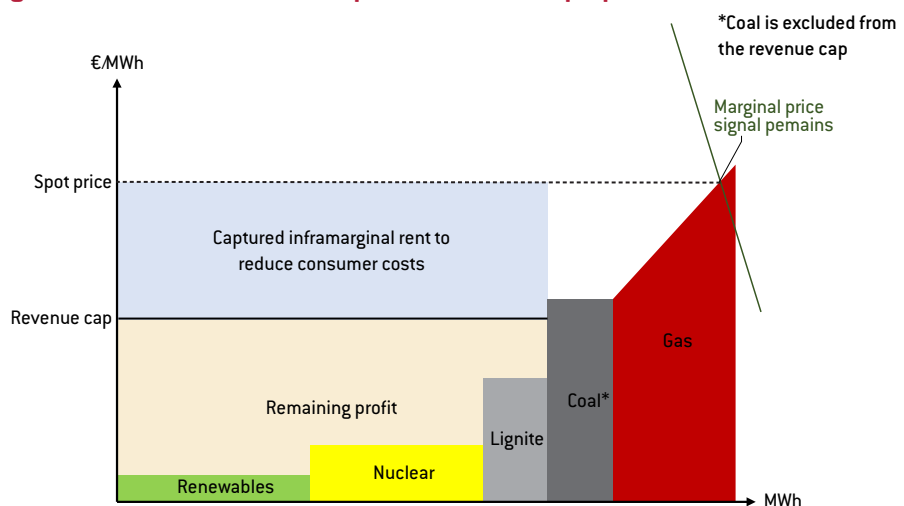 *Coal is excluded from
the revenue cap
€/MWh
Marginal price
signal pemains
Spot price
Captured inframarginal rent to
reduce consumer costs
Revenue cap
Gas
Coal*
Remaining profit
Lignite
Nuclear
Renewables
MWh